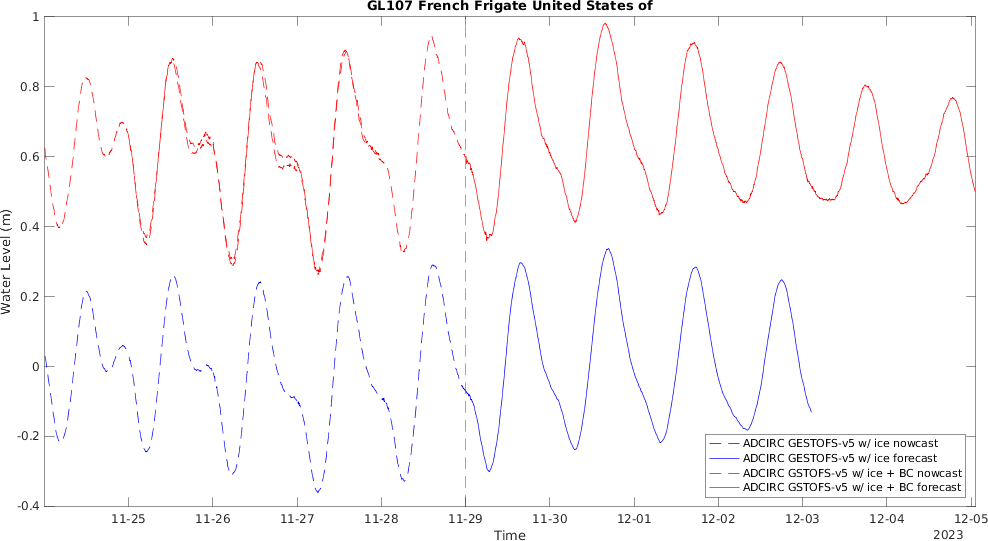 GL107 French Frigate United States of
1
0.8
0.6
0.4
0.2
0
-0.2
-0.4
Water Level (m)
ADCIRC GESTOFS-v5 w/ ice nowcast
ADCIRC GESTOFS-v5 w/ ice forecast
ADCIRC GSTOFS-v5 w/ ice + BC nowcast
ADCIRC GSTOFS-v5 w/ ice + BC forecast
11-25 11-26 11-27 11-28 11-29 11-30 12-01 12-02 12-03 12-04 12-05
Time
2023